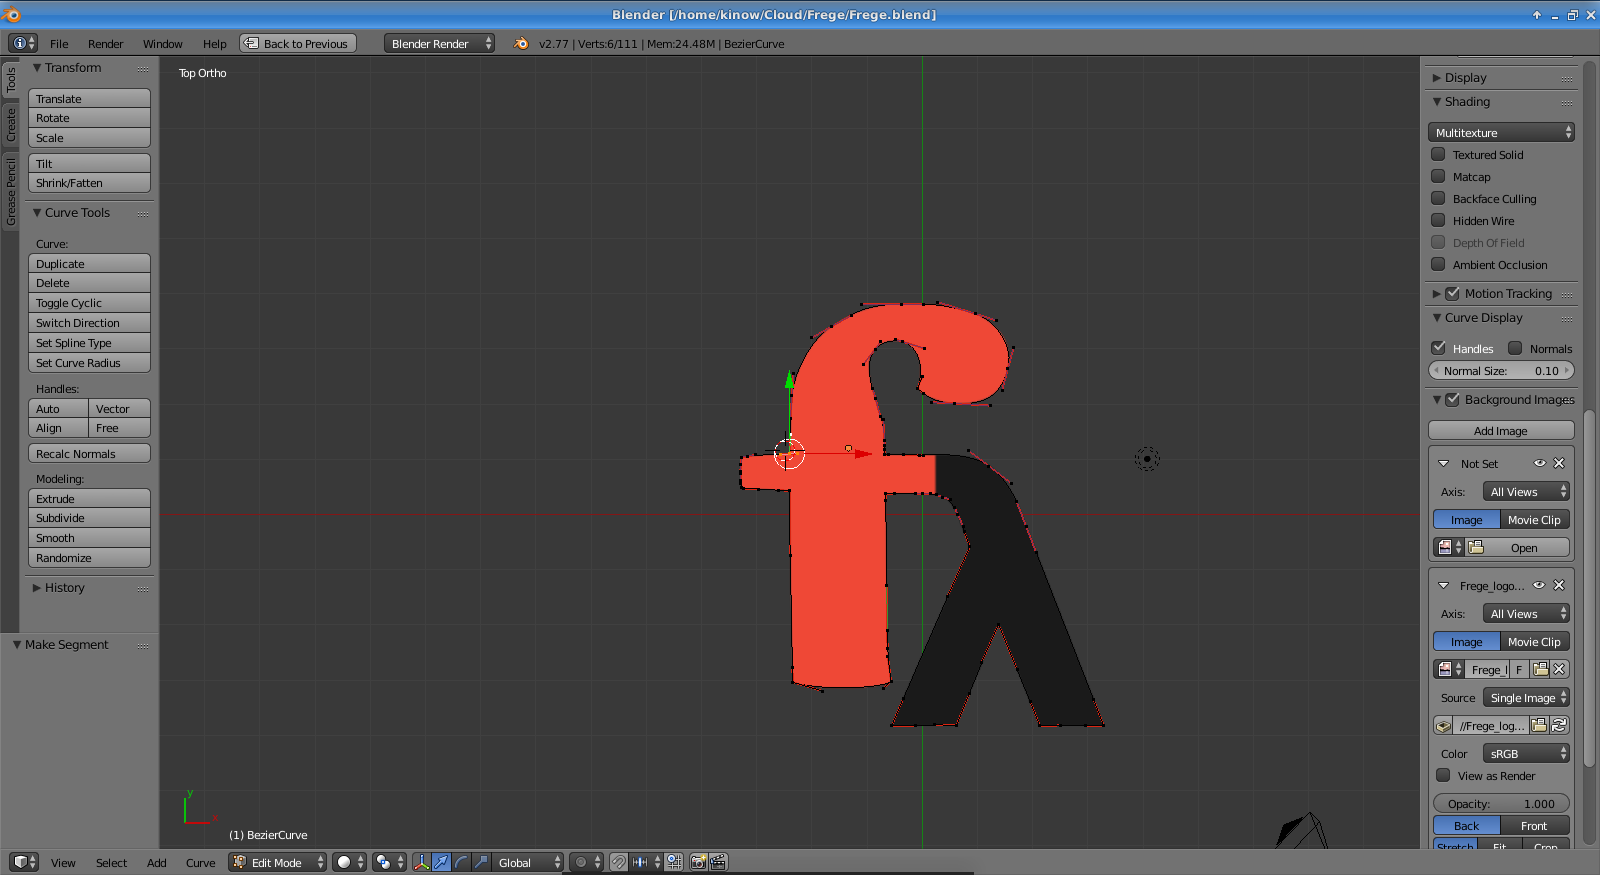 Blender [/home/kinow/Cloud/Frege/Frege.blend]
File Render Window Help Back to Previous Blender Render v2.77 | Verts:6/111 | Mem:24.48M | BezierCurve
Tools
Create
Grease Pencil
Transform
Translate
Rotate
Scale
Tilt
Shrink/Fatten
Curve Tools
Curve:
Duplicate
Delete
Toggle Cyclic
Switch Direction
Set Spline Type
Set Curve Radius
Handles:
Auto Vector
Align Free
Recalc Normals
Modeling:
Extrude
Subdivide
Smooth
Randomize
History
Make Segment
Top Ortho
y
x
(1) BezierCurve
Display
Shading
Multitexture
Textured Solid
Matcap
Backface Culling
Hidden Wire
Depth Of Field
Ambient Occlusion
Motion Tracking
Curve Display
Handles Normals
Normal Size: 0.10
Background Images
Add Image
Not Set
Axis: All Views
Image Movie Clip
Open
Frege_logo...
Axis: All Views
Image Movie Clip
Frege_l F
Source Single Image
//Frege_log...
Color sRGB
View as Render
Opacity: 1.000
Back Front
Stretch Fit Crop
View Select Add Curve Edit Mode Global